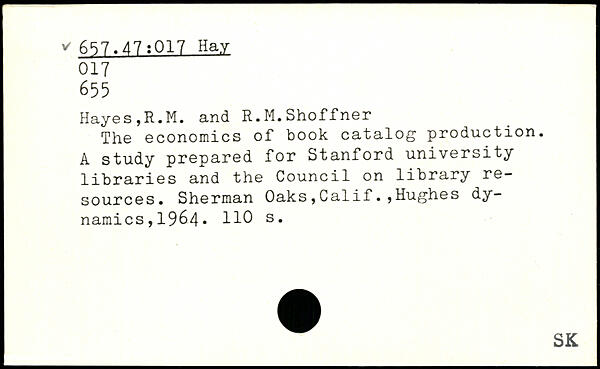 ✓ 657.47:017 Hay
017
655
Hayes,R.M. and R.M.Shoffner
The economics of book catalog production.
A study prepared for Stanford university
libraries and the Council on library re-
sources. Sherman Oaks,Calif.,Hughes dy-
namics,1964. 110 s.
SK